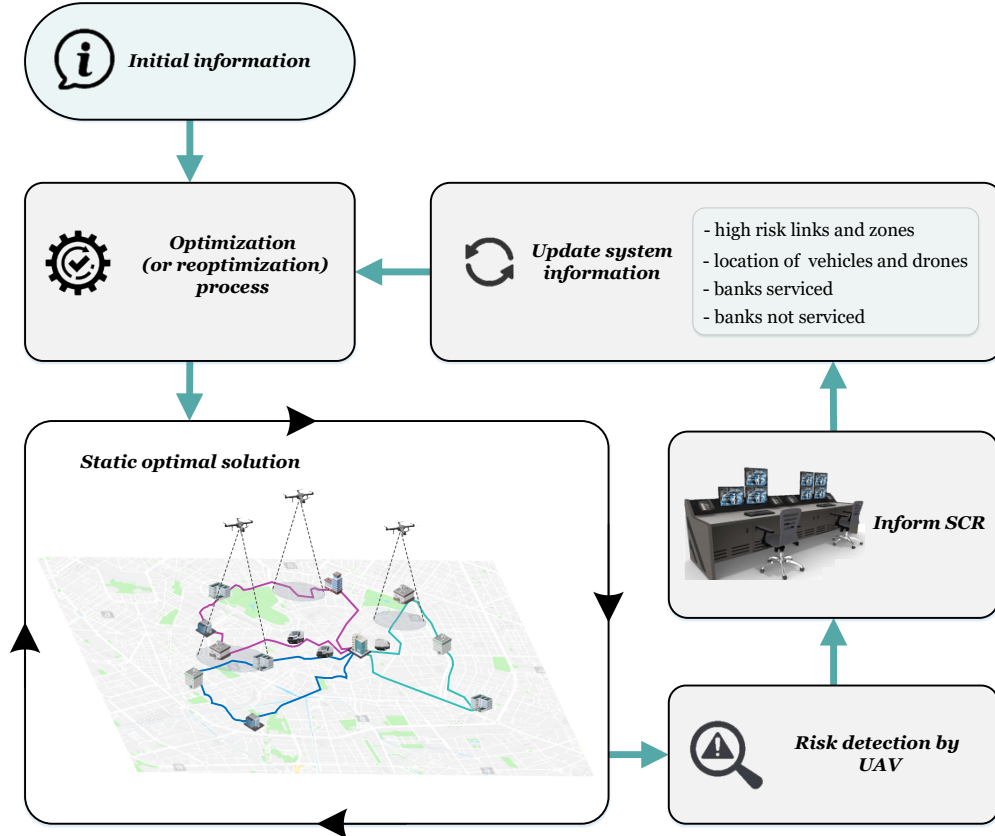 Initial information
Optimization
(or reoptimization)
process
Update system
information
- high risk links and zones
- location of vehicles and drones
- banks serviced
- banks not serviced
Static optimal solution
Inform SCR
Risk detection by
UAV